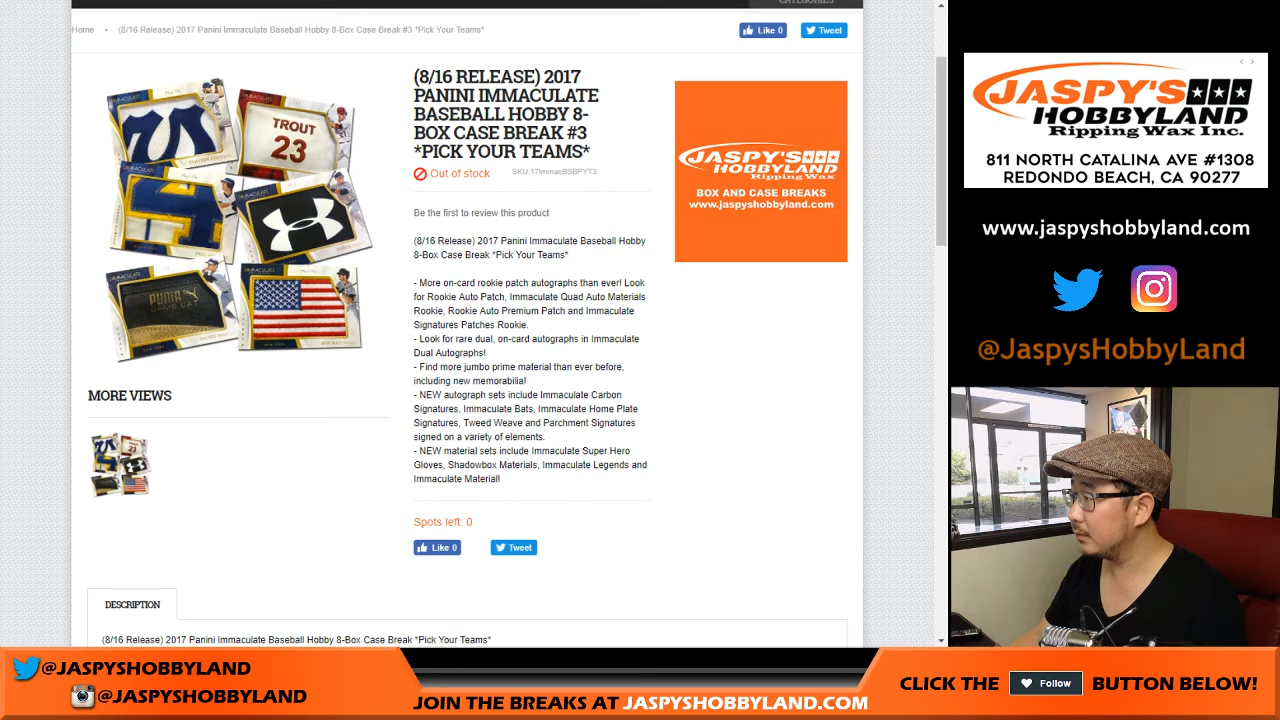 CATEGORIES
Home • (8/16 Release) 2017 Panini Immaculate Baseball Hobby 8-Box Case Break #3 *Pick Your Teams*
Like 0
Tweet
(8/16 RELEASE) 2017
PANINI IMMACULATE
BASEBALL HOBBY 8-
BOX CASE BREAK #3
*PICK YOUR TEAMS*
Out of stock
SKU:17ImmacBSBPYT3
Be the first to review this product
(8/16 Release) 2017 Panini Immaculate Baseball Hobby
8-Box Case Break *Pick Your Teams*
- More on-card rookie patch autographs than ever! Look
for Rookie Auto Patch, Immaculate Quad Auto Materials
Rookie, Rookie Auto Premium Patch and Immaculate
Signatures Patches Rookie.
- Look for rare dual, on-card autographs in Immaculate
Dual Autographs!
- Find more jumbo prime material than ever before,
including new memorabilia!
- NEW autograph sets include Immaculate Carbon
Signatures, Immaculate Bats, Immaculate Home Plate
Signatures, Tweed Weave and Parchment Signatures
signed on a variety of elements.
- NEW material sets include Immaculate Super Hero
Gloves, Shadowbox Materials, Immaculate Legends and
Immaculate Material!
Spots left: 0
Like 0
Tweet
TROUT
23
PUMA
MORE VIEWS
DESCRIPTION
(8/16 Release) 2017 Panini Immaculate Baseball Hobby 8-Box Case Break *Pick Your Teams*
JASPY'S
HOBBYLAND
Ripping Wax
BOX AND CASE BREAKS
www.jaspyshobbyland.com
JASPY'S
HOBBYLAND
Ripping Wax Inc.
811 NORTH CATALINA AVE #1308
REDONDO BEACH, CA 90277
www.jaspyshobbyland.com
@JaspysHobbyLand
@JASPYSHOBBYLAND
@JASPYSHOBBYLAND
JOIN THE BREAKS AT JASPYSHOBBYLAND.COM
CLICK THE Follow BUTTON BELOW!